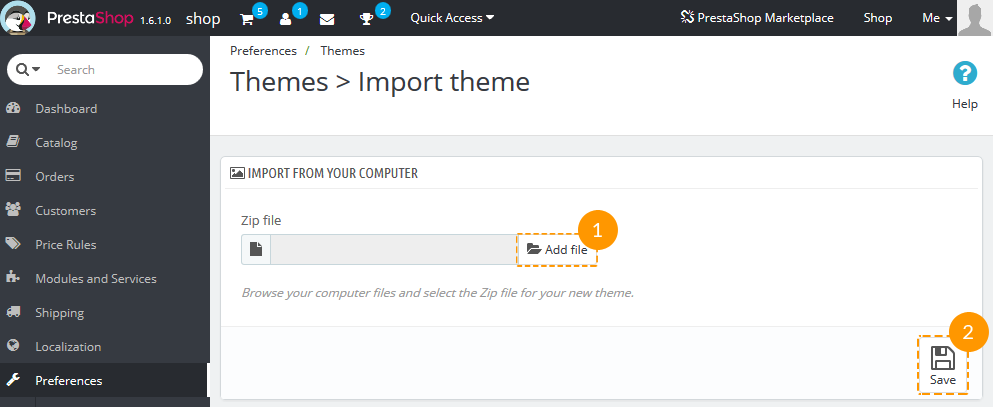 PrestaShop 1.6.1.0 shop 5 1 2 Quick Access PrestaShop Marketplace Shop Me
Search
Dashboard
Catalog
Orders
Customers
Price Rules
Modules and Services
Shipping
Localization
Preferences
Preferences / Themes
Themes > Import theme
Help
IMPORT FROM YOUR COMPUTER
Zip file
1
Add file
Browse your computer files and select the Zip file for your new theme.
2
Save